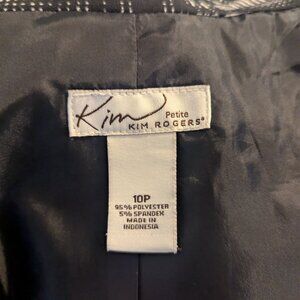 Kim
Petite
KIM ROGERS®
10P
95% POLYESTER
5% SPANDEX
MADE IN
INDONESIA